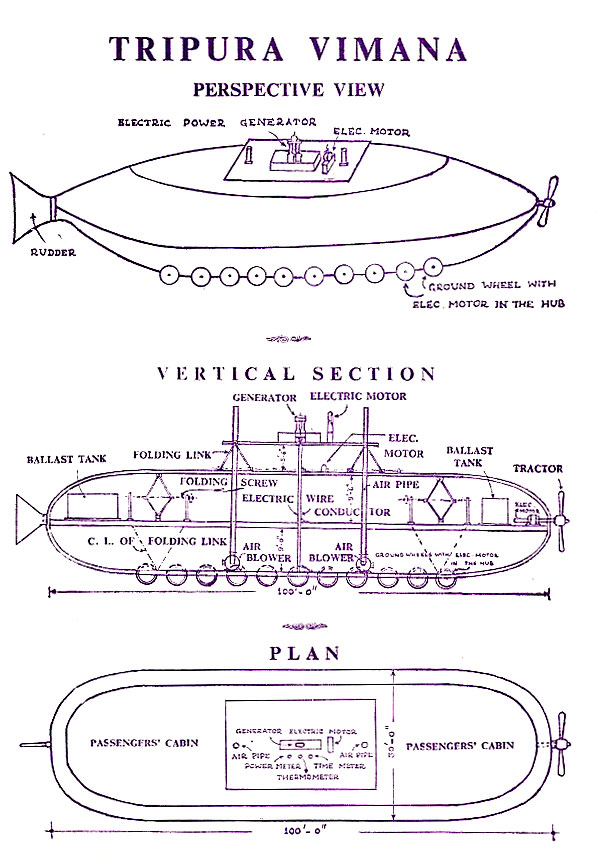 TRIPURA VIMANA
PERSPECTIVE VIEW
ELECTRIC POWER GENERATOR
ELEC. MOTOR
RUDDER
GROUND WHEEL WITH
ELEC. MOTOR IN THE HUB
VERTICAL SECTION
GENERATOR ELECTRIC MOTOR
FOLDING LINK
ELEC.
MOTOR
BALLAST TANK
BALLAST
TANK
TRACTOR
FOLDING SCREW
AIR PIPE
ELECTRIC WIRE
CONDUCTOR
ELEC
MOTOR
C. L. OF FOLDING LINK
AIR
BLOWER
AIR
BLOWER
GROUND WHEELS WITH ELEC. MOTOR
IN THE HUB
100'-0"
PLAN
GENERATOR ELECTRIC MOTOR
PASSENGERS' CABIN
PASSENGERS' CABIN
AIR PIPE
AIR PIPE
POWER METER
TIME METER
THERMOMETER
100'-0"